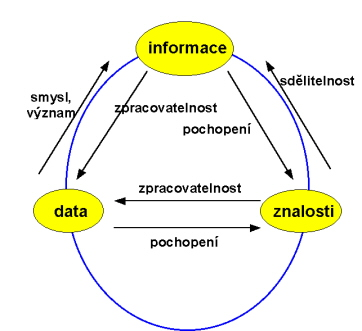 informace
sdělitelnost
smysl,
význam
zpracovatelnost
pochopení
zpracovatelnost
data
znalosti
pochopení